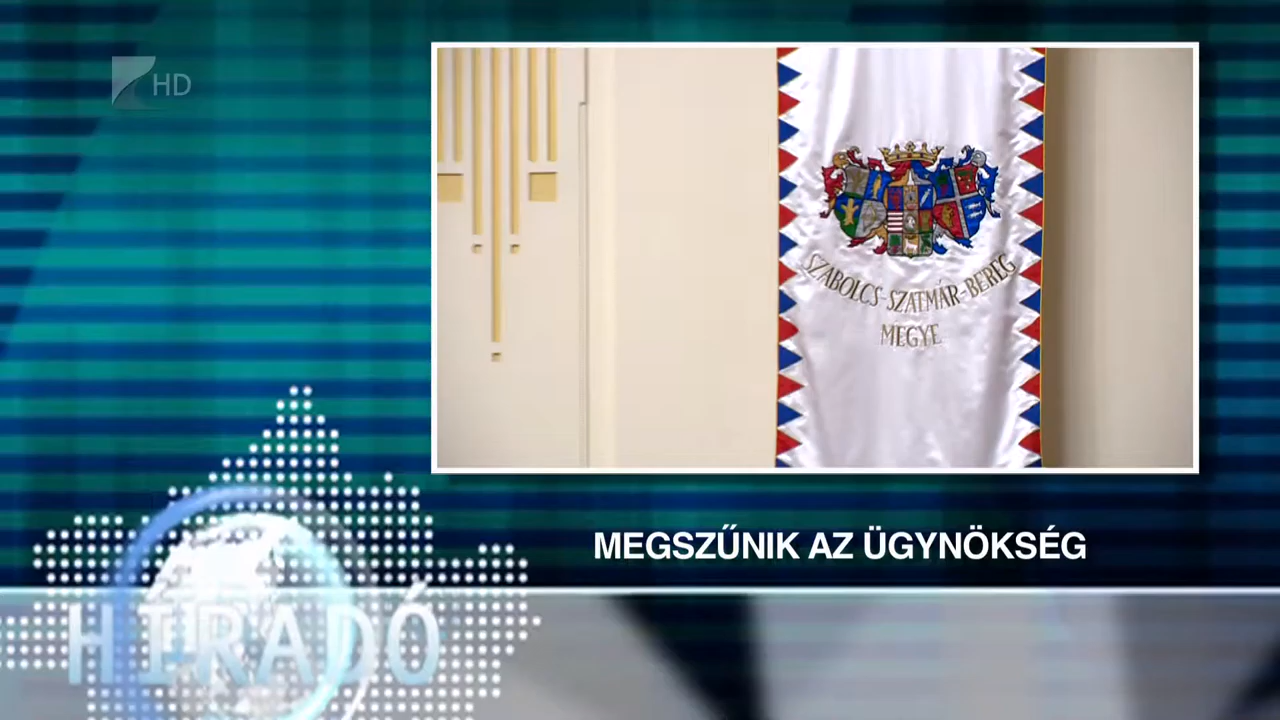 HD
SZABOLCS-SZATMÁR-BEREG
MEGYE
MEGSZŰNIK AZ ÜGYNÖKSÉG
HÍRADÓ